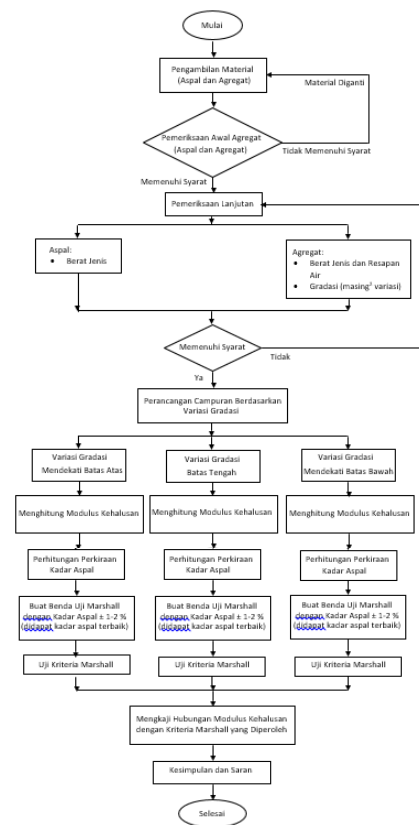 Mulai
Pengambilan Material
(Aspal dan Agregat)
Material Diganti
Pemeriksaan Awal Agregat
(Aspal dan Agregat)
Tidak Memenuhi Syarat
Memenuhi Syarat
Pemeriksaan Lanjutan
Aspal:
• Berat Jenis
Agregat:
• Berat Jenis dan Resapan
Air
• Gradasi (masing² variasi)
Memenuhi Syarat
Tidak
Ya
Perancangan Campuran Berdasarkan
Variasi Gradasi
Variasi Gradasi
Mendekati Batas Atas
Variasi Gradasi
Batas Tengah
Variasi Gradasi
Mendekati Batas Bawah
Menghitung Modulus Kehalusan
Menghitung Modulus Kehalusan
Menghitung Modulus Kehalusan
Perhitungan Perkiraan
Kadar Aspal
Perhitungan Perkiraan
Kadar Aspal
Perhitungan Perkiraan
Kadar Aspal
Buat Benda Uji Marshall
dengan Kadar Aspal ± 1-2 %
(didapat kadar aspal terbaik)
Buat Benda Uji Marshall
dengan Kadar Aspal ± 1-2 %
(didapat kadar aspal terbaik)
Buat Benda Uji Marshall
dengan Kadar Aspal ± 1-2 %
(didapat kadar aspal terbaik)
Uji Kriteria Marshall
Uji Kriteria Marshall
Uji Kriteria Marshall
Mengkaji Hubungan Modulus Kehalusan
dengan Kriteria Marshall yang Diperoleh
Kesimpulan dan Saran
Selesai